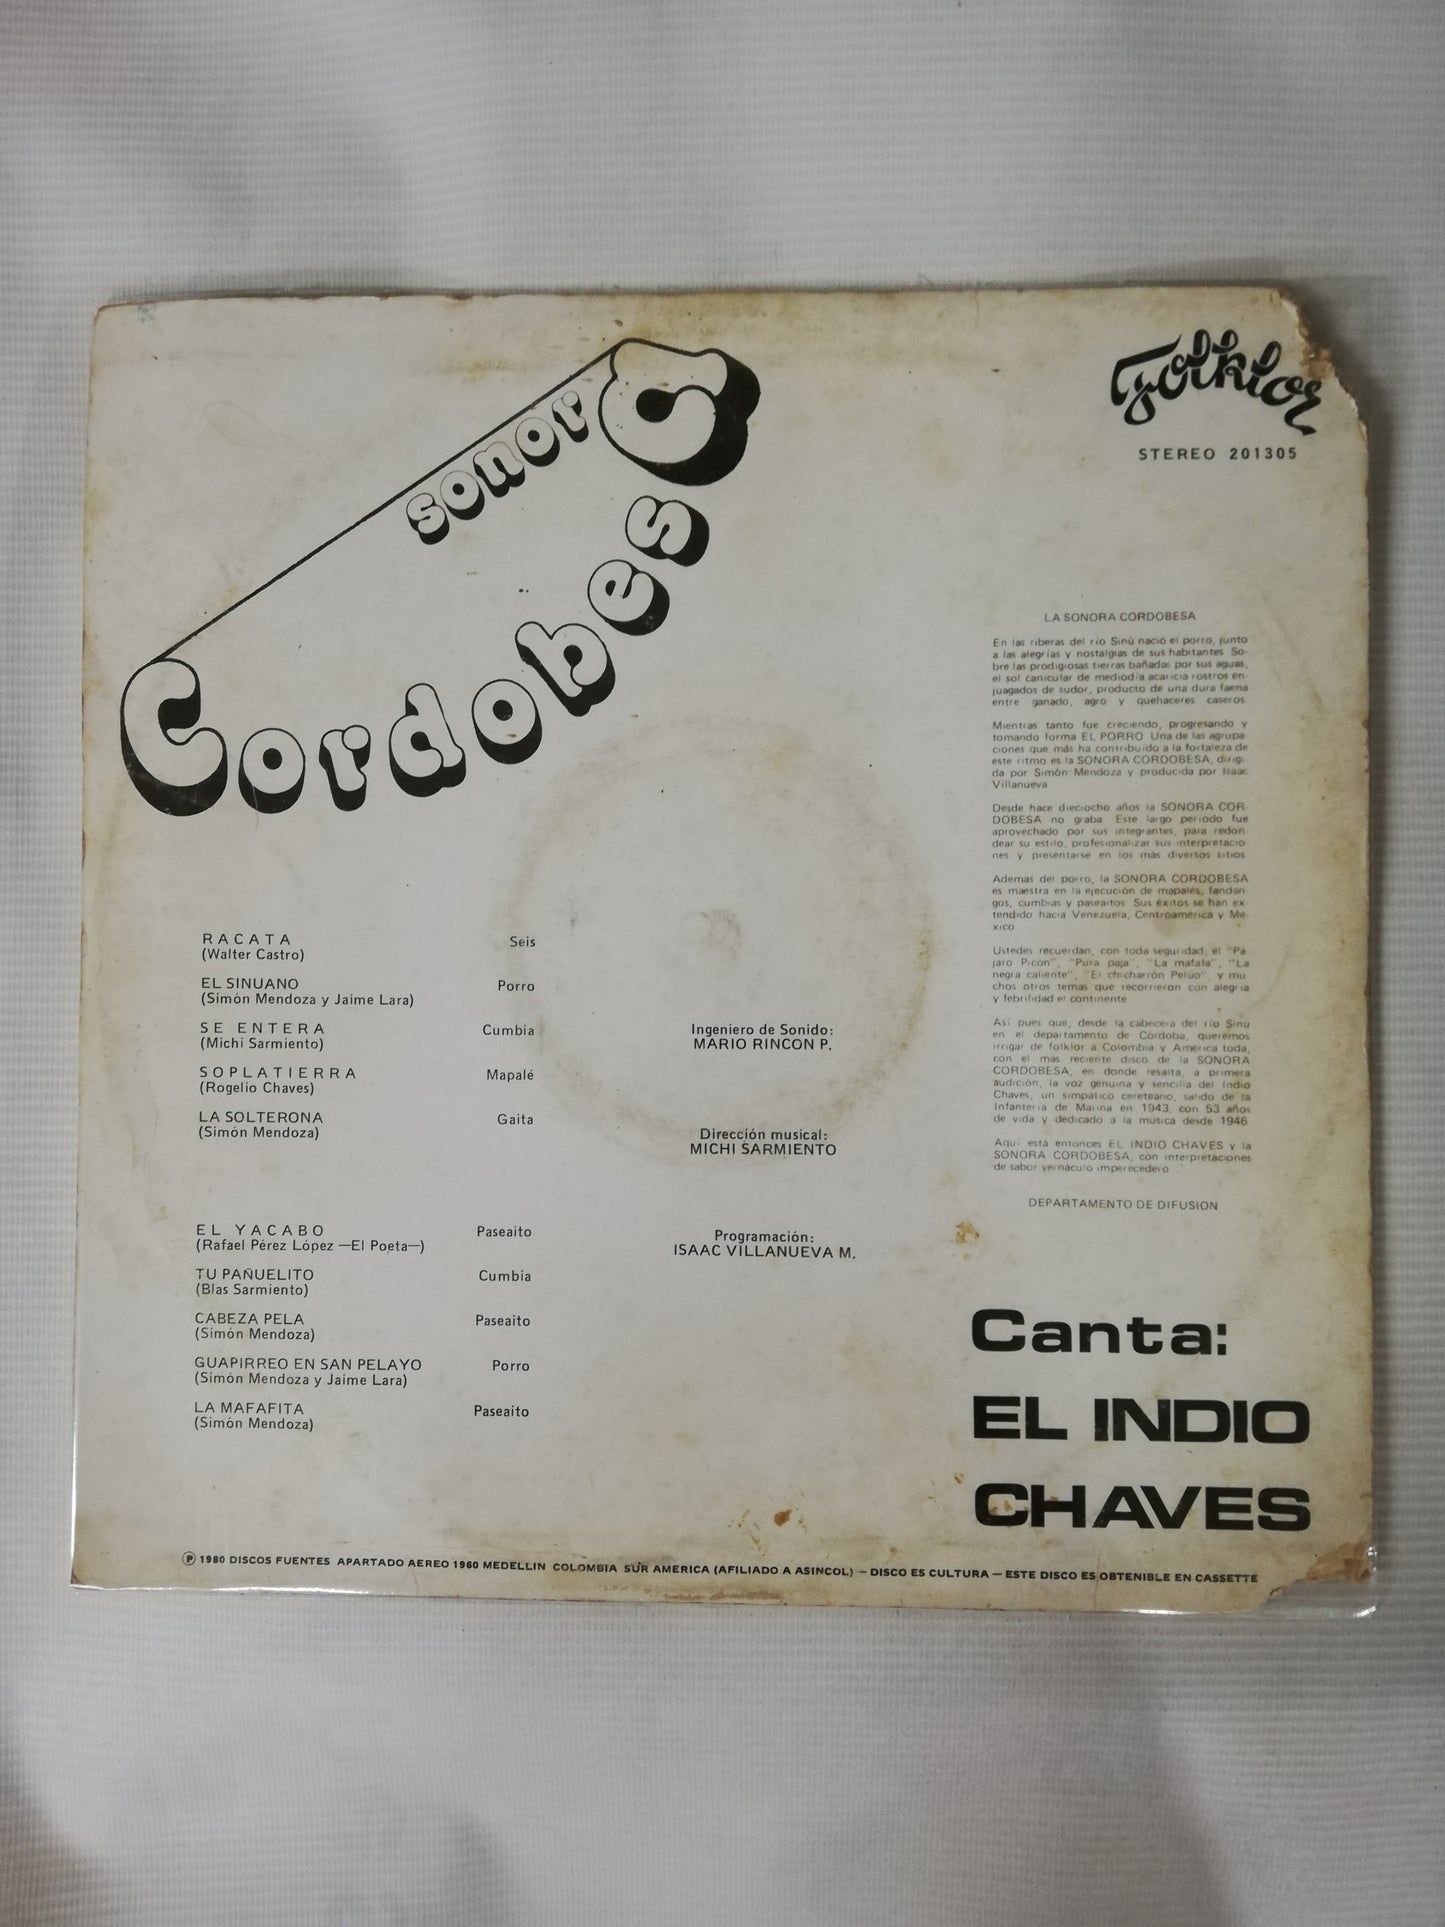 sonora
Cordobesa
Folklor
STEREO 201305
RACATA Seis
(Walter Castro)
EL SINUANO Porro
(Simón Mendoza y Jaime Lara)
SE ENTERA Cumbia
(Michi Sarmiento)
SOPLATIERRA Mapalé
(Rogelio Chaves)
LA SOLTERONA Gaita
(Simón Mendoza)
EL YACABO Paseaito
(Rafael Pérez López —El Poeta—)
TU PAÑUELITO Cumbia
(Blas Sarmiento)
CABEZA PELA Paseaito
(Simón Mendoza)
GUAPIRREO EN SAN PELAYO Porro
(Simón Mendoza y Jaime Lara)
LA MAFAFITA Paseaito
(Simón Mendoza)
Ingeniero de Sonido:
MARIO RINCON P.
Dirección musical:
MICHI SARMIENTO
Programación:
ISAAC VILLANUEVA M.
LA SONORA CORDOBESA
En las riberas del río Sinú nació el porro, junto
a las alegrías y nostalgias de sus habitantes. So-
bre las prodigiosas tierras bañadas por sus aguas,
el sol canicular de mediodía acaricia rostros en-
juagados de sudor, producto de una dura faena
entre ganado, agro y quehaceres caseros
Mientras tanto fue creciendo, progresando y
tomando forma EL PORRO. Una de las agrupa-
ciones que más ha contribuido a la fortaleza de
este ritmo es la SONORA CORDOBESA, dirigi-
da por Simón Mendoza y producida por Isaac
Villanueva
Desde hace dieciocho años la SONORA COR-
DOBESA no graba. Este largo período fue
aprovechado por sus integrantes, para redon-
dear su estilo, profesionalizar sus interpretacio-
nes y presentarse en los más diversos sitios
Ademas del porro, la SONORA CORDOBESA
es maestra en la ejecución de mapalés, fandan-
gos, cumbias y paseaitos. Sus éxitos se han ex-
tendido hacia Venezuela, Centroamérica y Mé-
xico
Ustedes recuerdan, con toda seguridad, el "Pá-
jaro Picón", "Pura paja", "La mafafa", "La
negra caliente", "El chicharrón Pelúo", y mu-
chos otros temas que recorrieron con alegría
y febrilidad el continente
Así pues que, desde la cabecera del río Sinú
en el departamento de Córdoba, queremos
irrigar de folklor a Colombia y América toda,
con el más reciente disco de la SONORA
CORDOBESA, en donde resalta, a primera
audición, la voz genuina y sencilla del Indio
Chaves, un simpático cereteano, salido de la
Infantería de Marina en 1943, con 53 años
de vida y dedicado a la música desde 1946
Aquí está entonces EL INDIO CHAVES y la
SONORA CORDOBESA, con interpretaciones
de sabor vernáculo imperecedero
DEPARTAMENTO DE DIFUSION
Canta:
EL INDIO
CHAVES
Ⓟ 1980 DISCOS FUENTES APARTADO AEREO 1960 MEDELLIN COLOMBIA SUR AMERICA (AFILIADO A ASINCOL) — DISCO ES CULTURA — ESTE DISCO ES OBTENIBLE EN CASSETTE